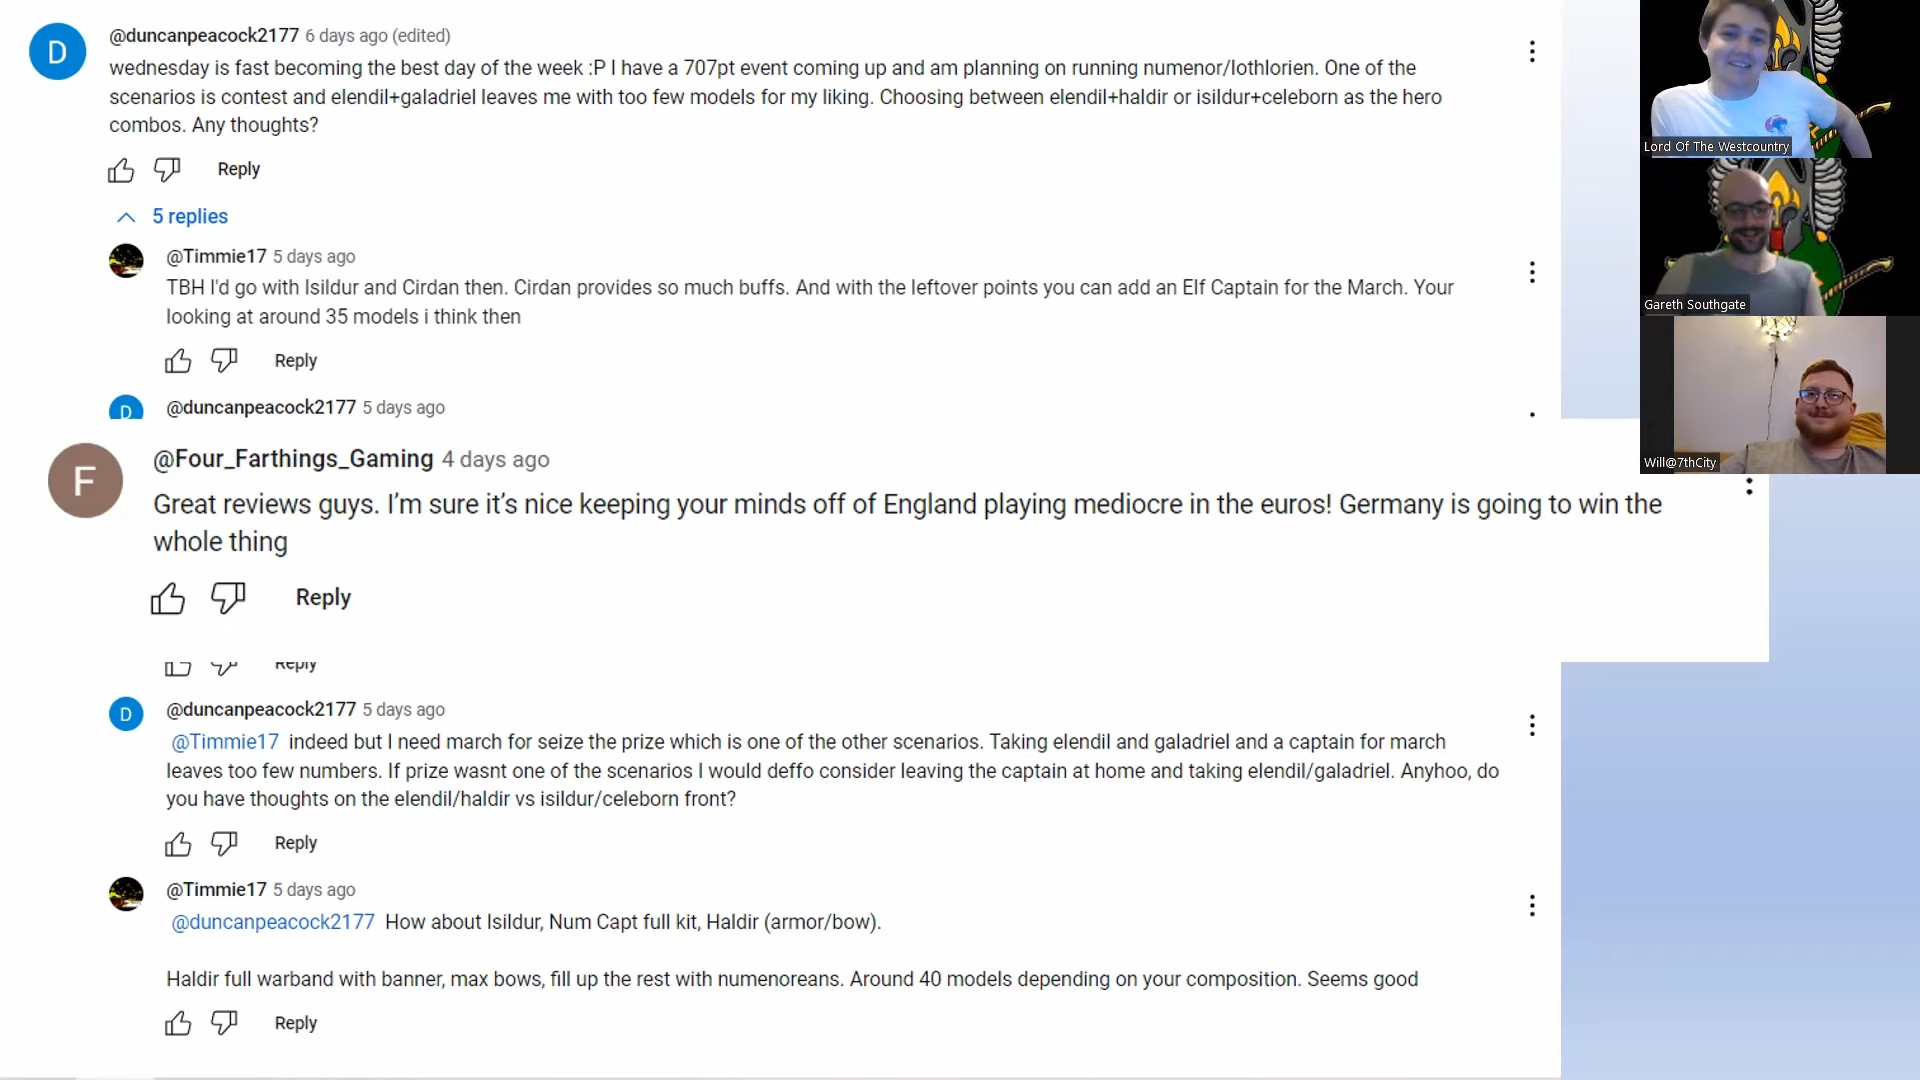 D
@duncanpeacock2177 6 days ago (edited)
wednesday is fast becoming the best day of the week :P I have a 707pt event coming up and am planning on running numenor/lothlorien. One of the
scenarios is contest and elendil+galadriel leaves me with too few models for my liking. Choosing between elendil+haldir or isildur+celeborn as the hero
combos. Any thoughts?
Reply
5 replies
@Timmie17 5 days ago
TBH I'd go with Isildur and Cirdan then. Cirdan provides so much buffs. And with the leftover points you can add an Elf Captain for the March. Your
looking at around 35 models i think then
Reply
D
@duncanpeacock2177 5 days ago
F
@Four_Farthings_Gaming 4 days ago
Great reviews guys. I'm sure it's nice keeping your minds off of England playing mediocre in the euros! Germany is going to win the
whole thing
Reply
Reply
D
@duncanpeacock2177 5 days ago
@Timmie17 indeed but I need march for seize the prize which is one of the other scenarios. Taking elendil and galadriel and a captain for march
leaves too few numbers. If prize wasnt one of the scenarios I would deffo consider leaving the captain at home and taking elendil/galadriel. Anyhoo, do
you have thoughts on the elendil/haldir vs isildur/celeborn front?
Reply
@Timmie17 5 days ago
@duncanpeacock2177 How about Isildur, Num Capt full kit, Haldir (armor/bow).
Haldir full warband with banner, max bows, fill up the rest with numenoreans. Around 40 models depending on your composition. Seems good
Reply
Lord Of The Westcountry
Gareth Southgate
Will@7thCity